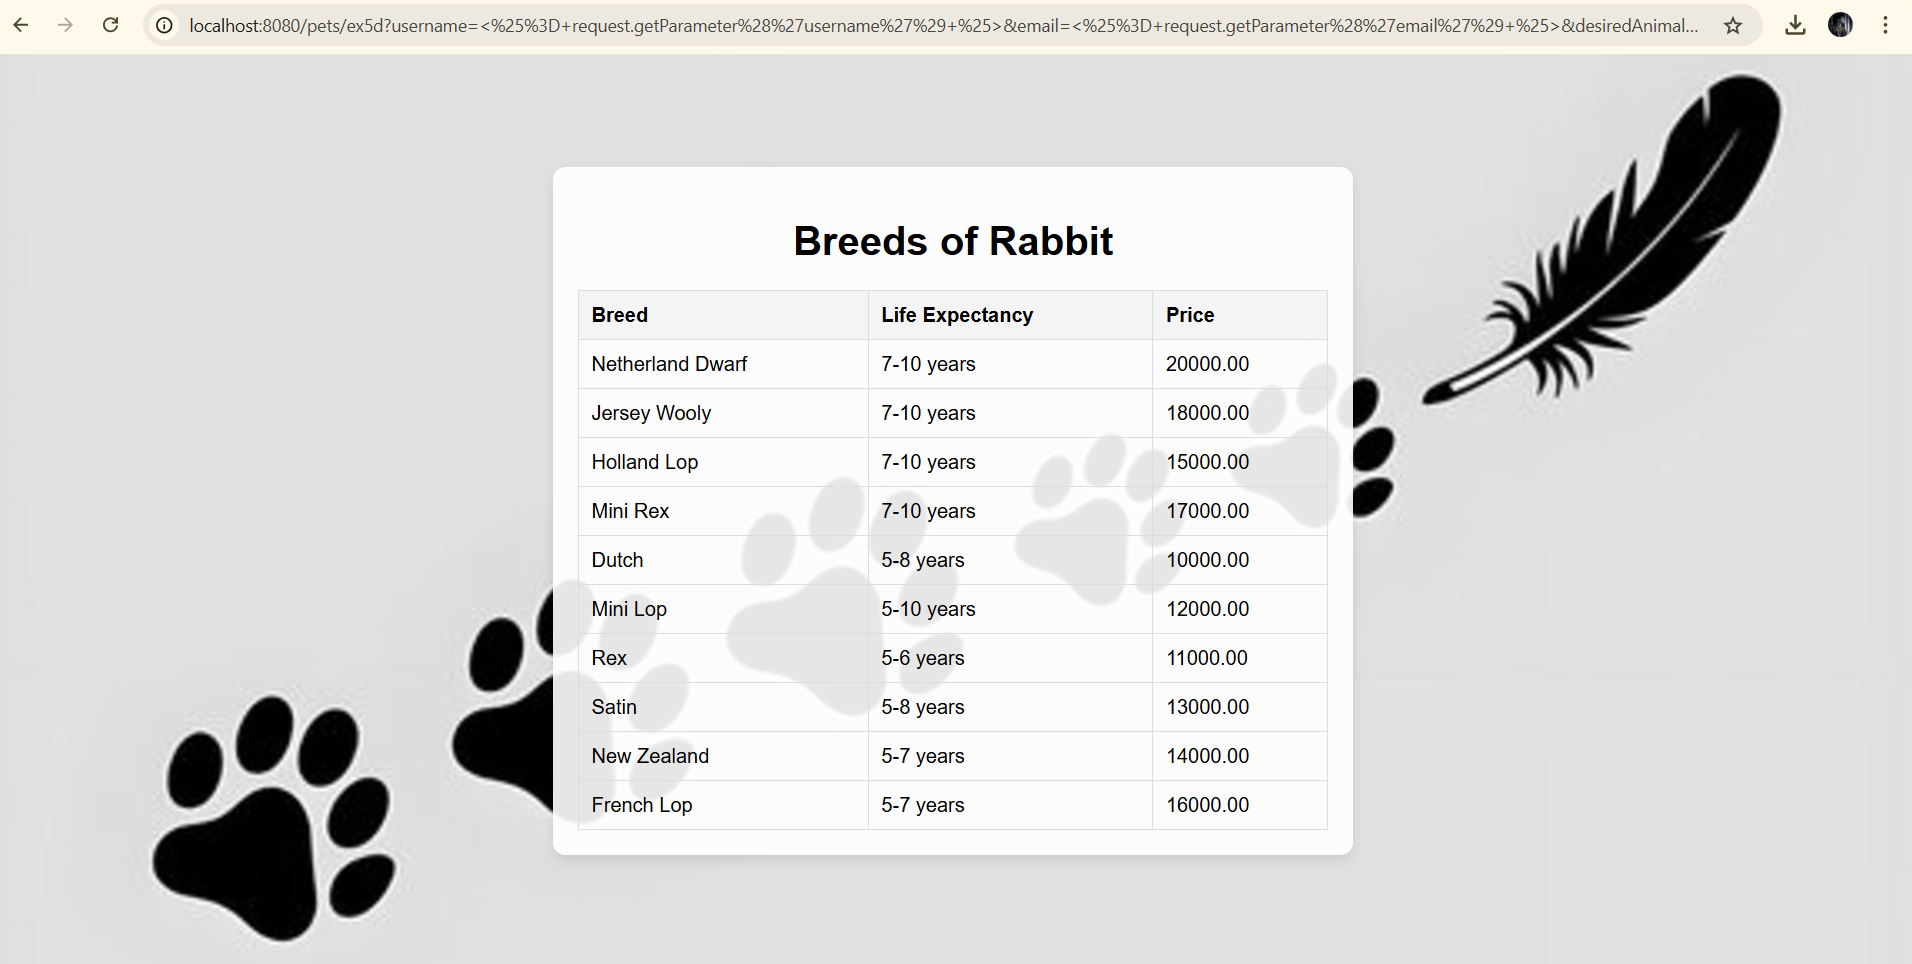 localhost:8080/pets/ex5d?username=<%25%3D+request.getParameter%28%27username%27%29+%25>&email=<%25%3D+request.getParameter%28%27email%27%29+%25>&desiredAnimal...
Breeds of Rabbit
Breed Life Expectancy Price
Netherland Dwarf 7-10 years 20000.00
Jersey Wooly 7-10 years 18000.00
Holland Lop 7-10 years 15000.00
Mini Rex 7-10 years 17000.00
Dutch 5-8 years 10000.00
Mini Lop 5-10 years 12000.00
Rex 5-6 years 11000.00
Satin 5-8 years 13000.00
New Zealand 5-7 years 14000.00
French Lop 5-7 years 16000.00